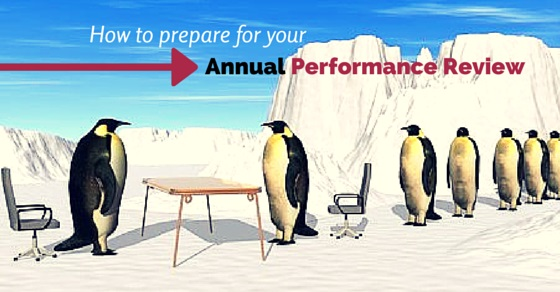 How to prepare for your
Annual Performance Review